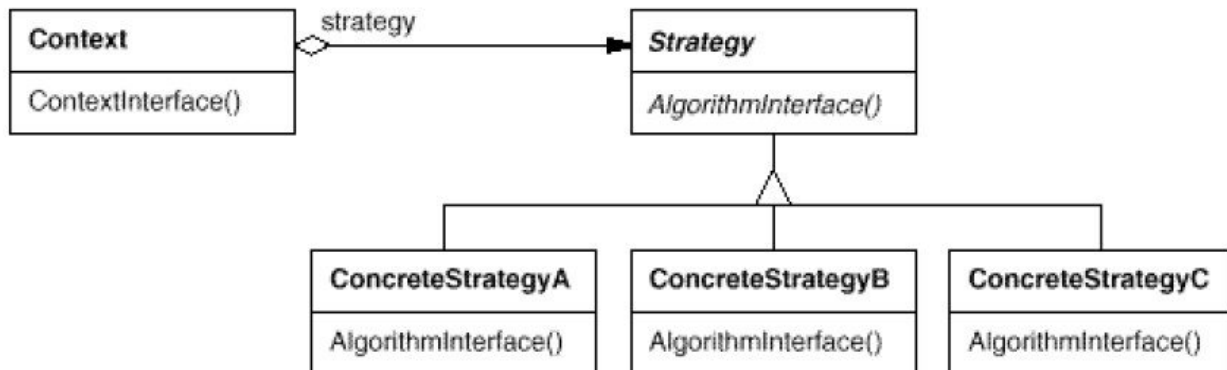 strategy
Context
Strategy
ContextInterface()
AlgorithmInterface()
ConcreteStrategyA
ConcreteStrategyB
ConcreteStrategyC
AlgorithmInterface()
AlgorithmInterface()
AlgorithmInterface()